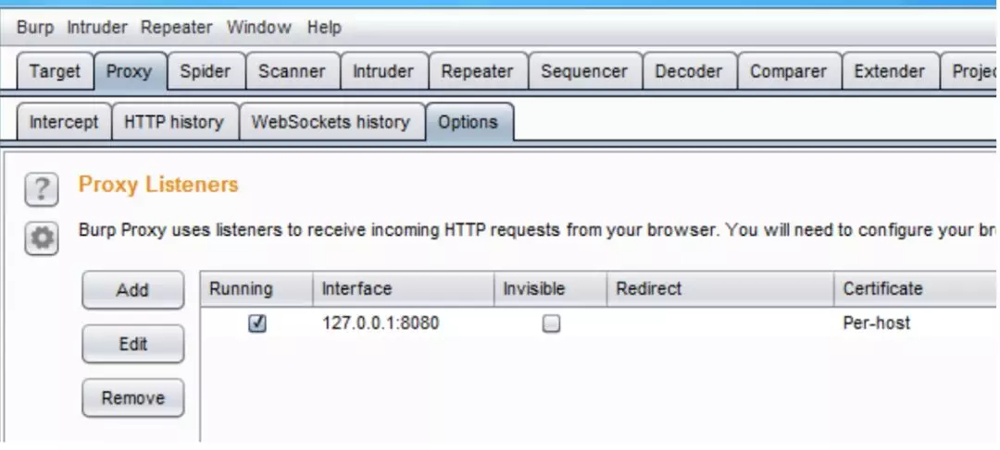 Burp Intruder Repeater Window Help
Target Proxy Spider Scanner Intruder Repeater Sequencer Decoder Comparer Extender Projec
Intercept HTTP history WebSockets history Options
? Proxy Listeners
Burp Proxy uses listeners to receive incoming HTTP requests from your browser. You will need to configure your br
Add Running Interface Invisible Redirect Certificate
127.0.0.1:8080 Per-host
Edit
Remove